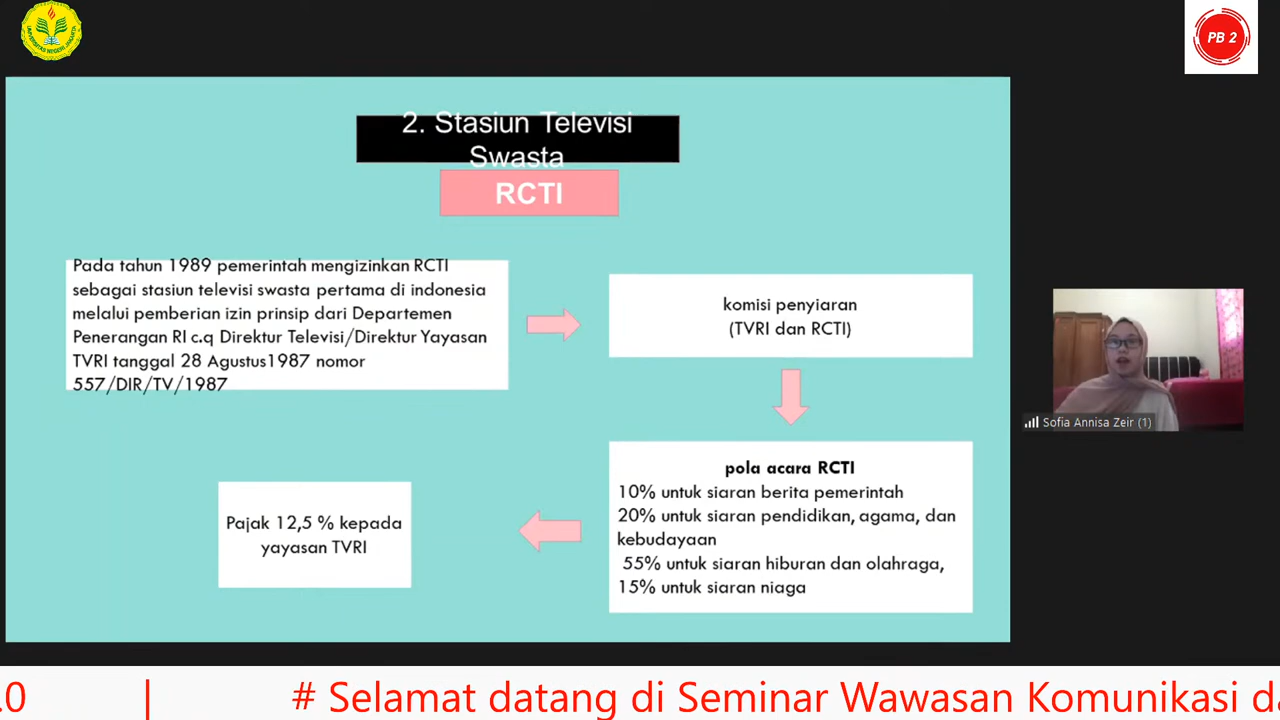 UNIVERSITAS NEGERI JAKARTA
PB 2
2. Stasiun Televisi
Swasta
RCTI
Pada tahun 1989 pemerintah mengizinkan RCTI
sebagai stasiun televisi swasta pertama di indonesia
melalui pemberian izin prinsip dari Departemen
Penerangan RI c.q Direktur Televisi/Direktur Yayasan
TVRI tanggal 28 Agustus1987 nomor
557/DIR/TV/1987
komisi penyiaran
(TVRI dan RCTI)
pola acara RCTI
10% untuk siaran berita pemerintah
20% untuk siaran pendidikan, agama, dan
kebudayaan
55% untuk siaran hiburan dan olahraga,
15% untuk siaran niaga
Pajak 12,5 % kepada
yayasan TVRI
Sofia Annisa Zeir (1)
.0 | # Selamat datang di Seminar Wawasan Komunikasi da